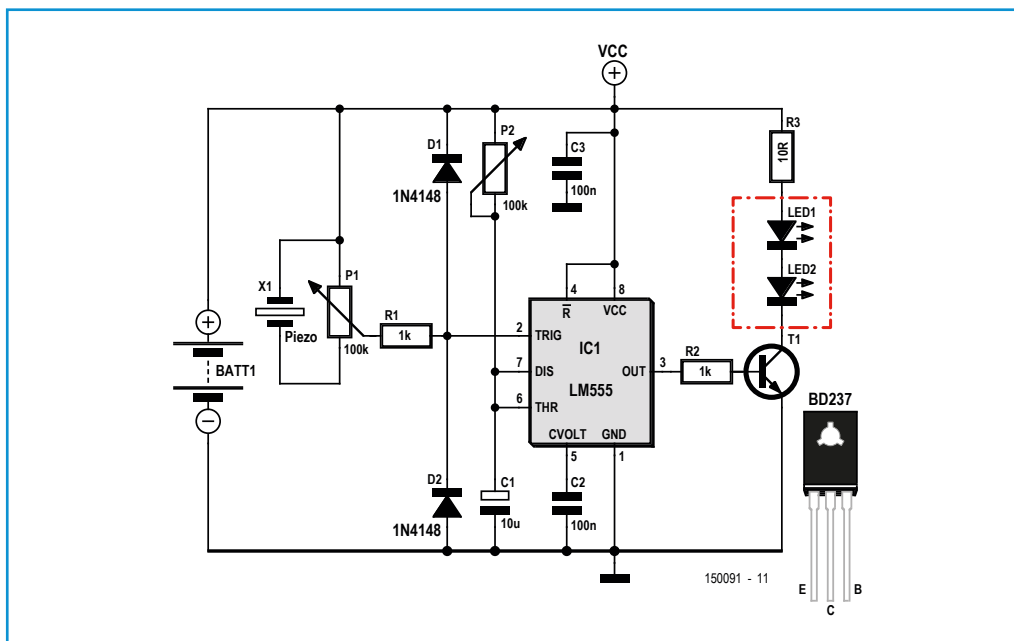 VCC
R3
10R
D1
1N4148
P2
100k
C3
100n
LED1
LED2
X1
Piezo
P1
100k
R1
1k
4
8
R
VCC
2
TRIG
IC1
7
DIS
OUT
3
R2
1k
T1
LM555
6
THR
CVOLT
GND
5
1
BATT1
BD237
D2
1N4148
C1
10u
C2
100n
150091 - 11
E
C
B